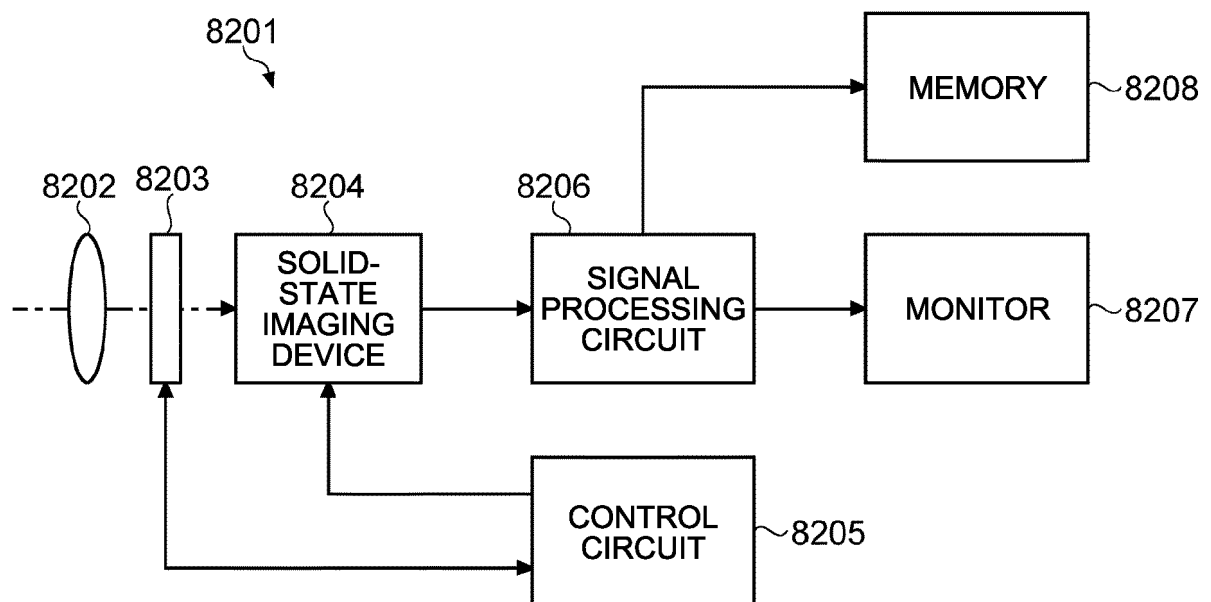 8201
MEMORY
8208
8202
8203
8204
8206
SOLID-
STATE
IMAGING
DEVICE
SIGNAL
PROCESSING
CIRCUIT
MONITOR
8207
CONTROL
CIRCUIT
8205